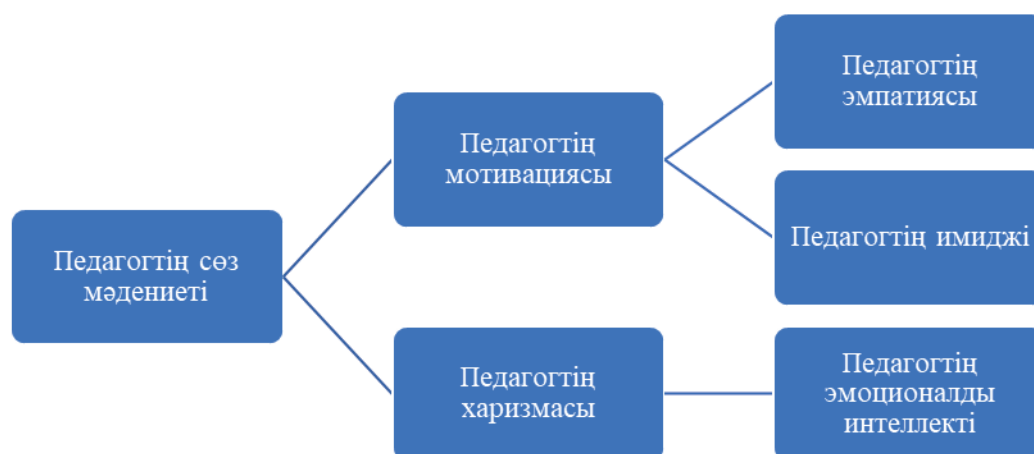 Педагогтің сөз
мәдениеті
Педагогтің
мотивациясы
Педагогтің
эмпатиясы
Педагогтің имиджі
Педагогтің
харизмасы
Педагогтің
эмоционалды
интеллекті